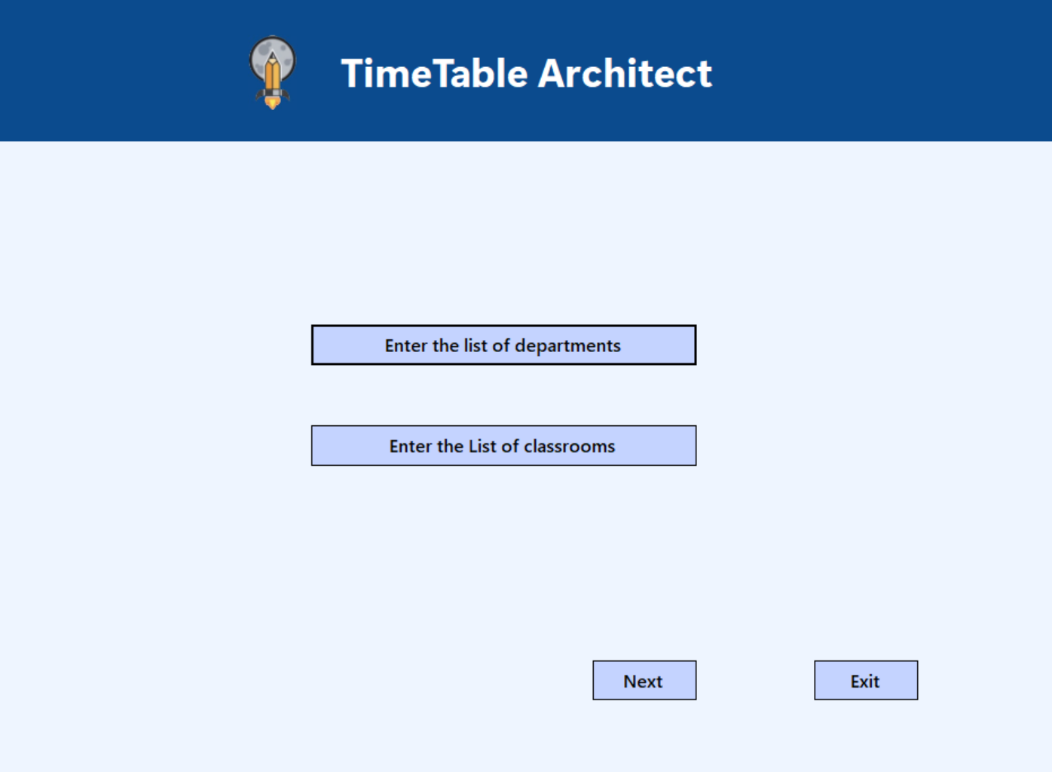 TimeTable Architect
Enter the list of departments
Enter the List of classrooms
Next
Exit